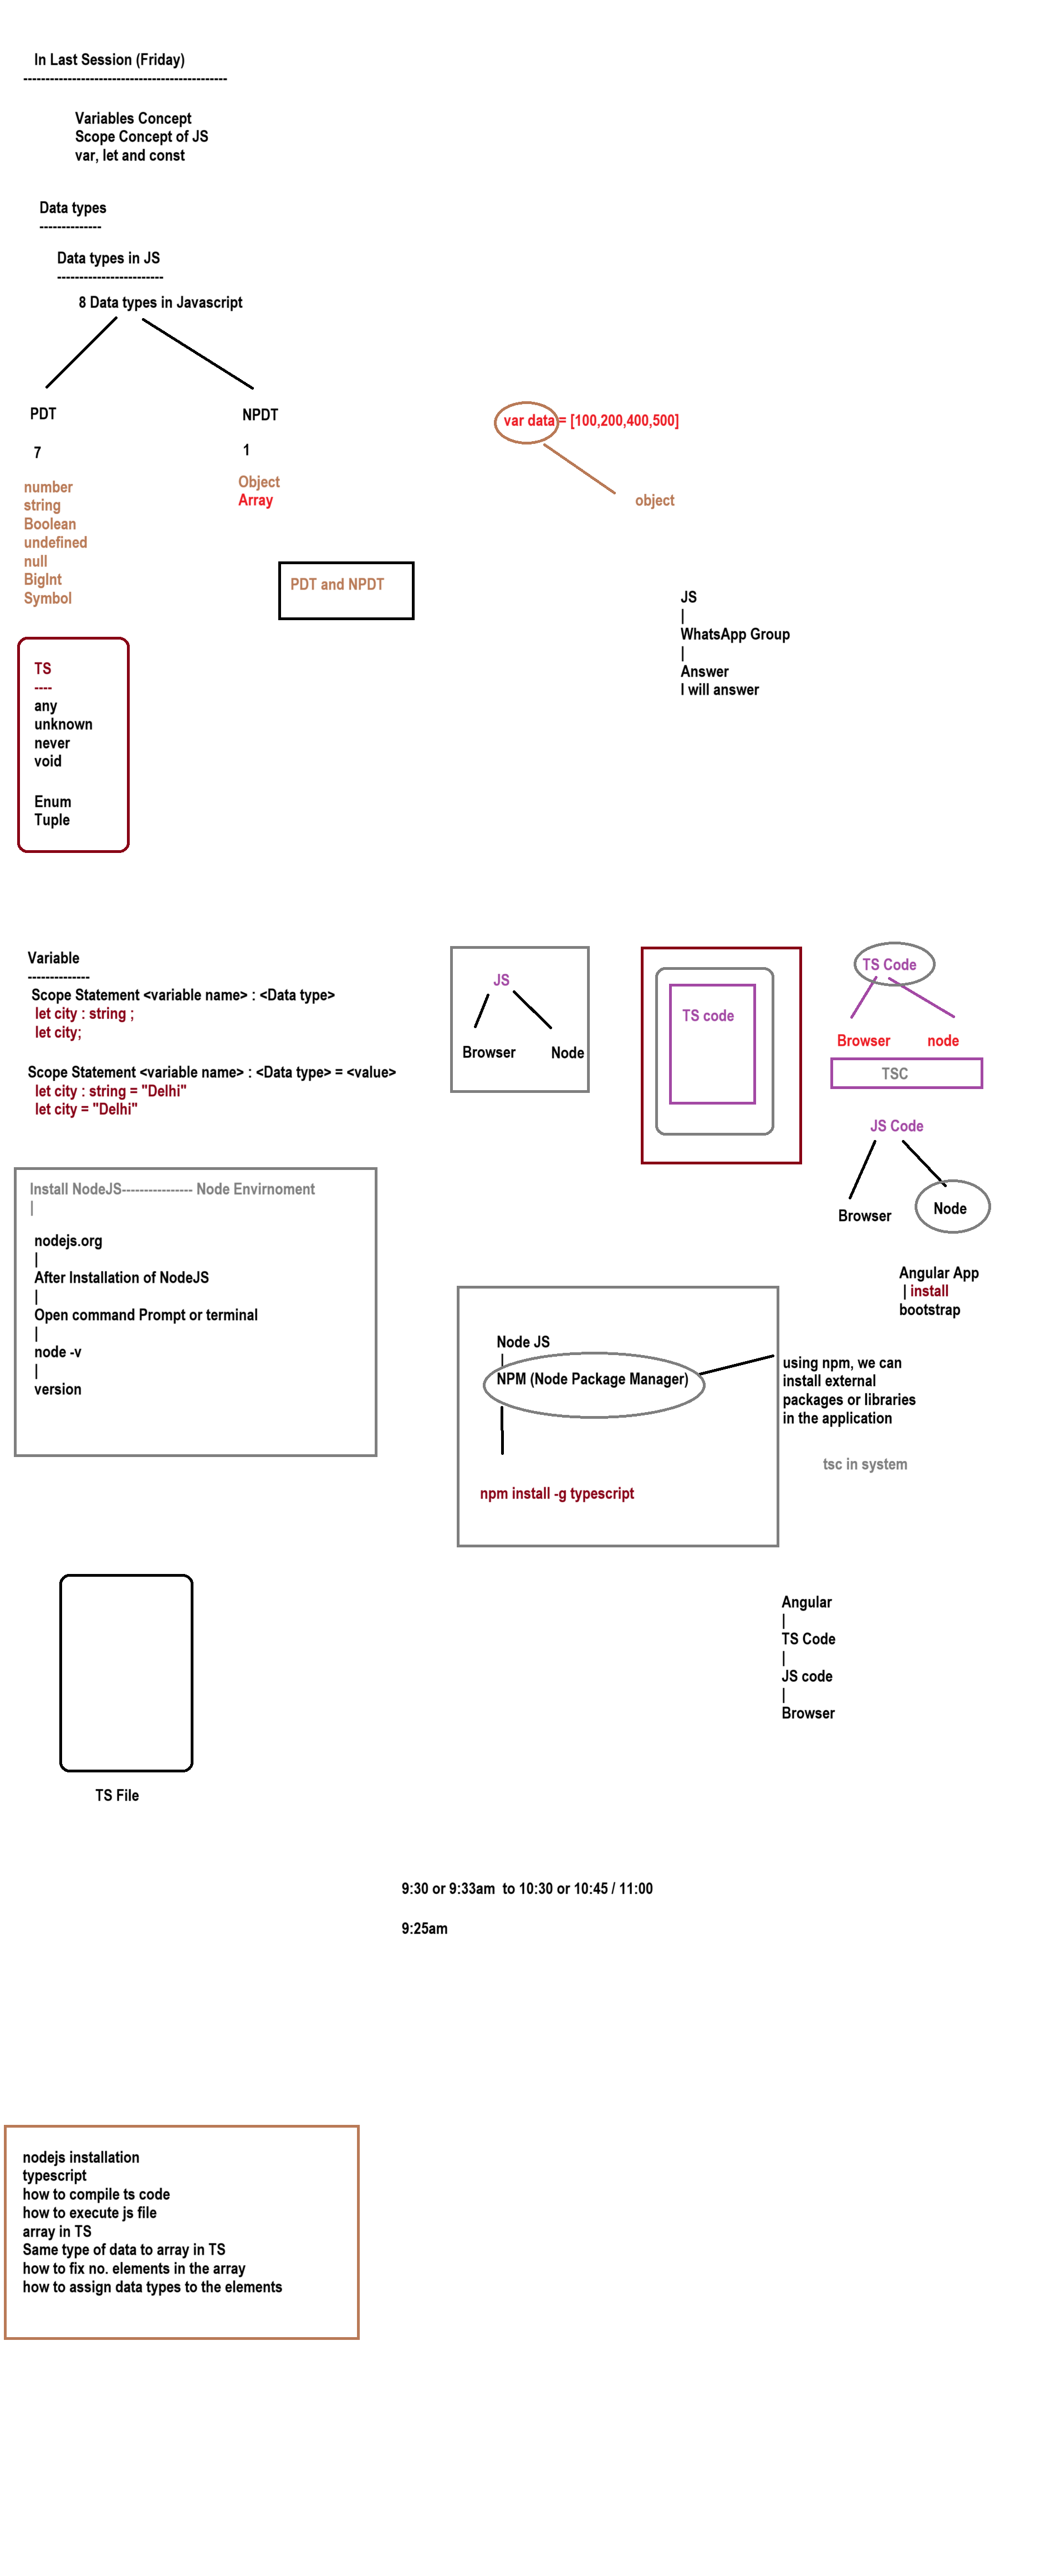 In Last Session (Friday)
----------------------------------------------
Variables Concept
Scope Concept of JS
var, let and const
Data types
--------------
Data types in JS
------------------------
8 Data types in Javascript
PDT
NPDT
7
1
number
string
Boolean
undefined
null
BigInt
Symbol
Object
Array
var data = [100,200,400,500]
object
PDT and NPDT
JS
|
WhatsApp Group
|
Answer
I will answer
TS
----
any
unknown
never
void
Enum
Tuple
Variable
--------------
Scope Statement <variable name> : <Data type>
let city : string ;
let city;
Scope Statement <variable name> : <Data type> = <value>
let city : string = "Delhi"
let city = "Delhi"
JS
Browser
Node
TS code
TS Code
Browser
node
TSC
JS Code
Browser
Node
Install NodeJS---------------- Node Envirnoment
|
nodejs.org
|
After Installation of NodeJS
|
Open command Prompt or terminal
|
node -v
|
version
Angular App
| install
bootstrap
Node JS
|
NPM (Node Package Manager)
npm install -g typescript
using npm, we can
install external
packages or libraries
in the application
tsc in system
TS File
Angular
|
TS Code
|
JS code
|
Browser
9:30 or 9:33am  to 10:30 or 10:45 / 11:00
9:25am
nodejs installation
typescript
how to compile ts code
how to execute js file
array in TS
Same type of data to array in TS
how to fix no. elements in the array
how to assign data types to the elements